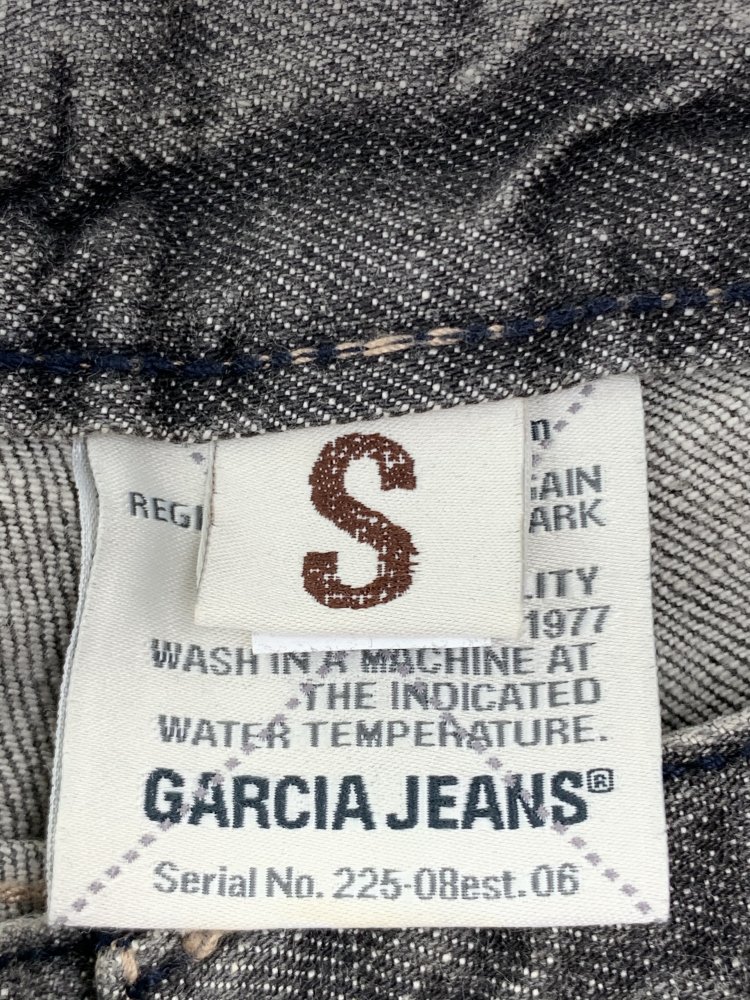 S
n
REGI
GAIN
ARK
LITY
1977
WASH IN A MACHINE AT
THE INDICATED
WATER TEMPERATURE.
GARCIA JEANS®
Serial No. 225-08est.06